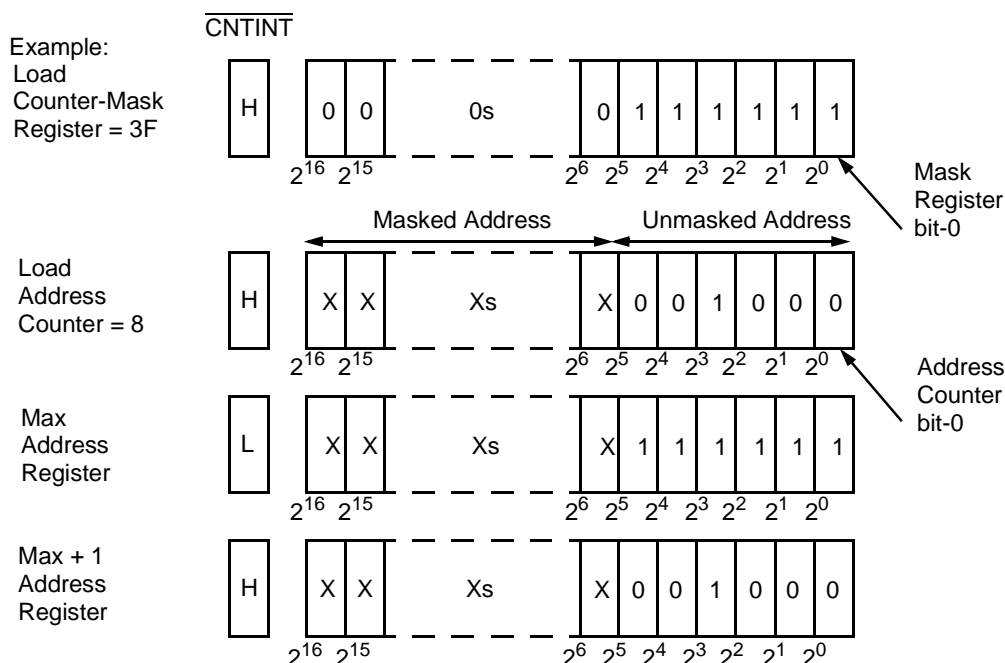 CNTINT
Example:
Load
Counter-Mask
Register = 3F
H 0 0 0s 0 1 1 1 1 1 1
2^16 2^15 2^6 2^5 2^4 2^3 2^2 2^1 2^0
Mask
Register
bit-0
Masked Address Unmasked Address
Load
Address
Counter = 8
H X X Xs X 0 0 1 0 0 0
2^16 2^15 2^6 2^5 2^4 2^3 2^2 2^1 2^0
Address
Counter
bit-0
Max
Address
Register
L X X Xs X 1 1 1 1 1 1
2^16 2^15 2^6 2^5 2^4 2^3 2^2 2^1 2^0
Max + 1
Address
Register
H X X Xs X 0 0 1 0 0 0
2^16 2^15 2^6 2^5 2^4 2^3 2^2 2^1 2^0